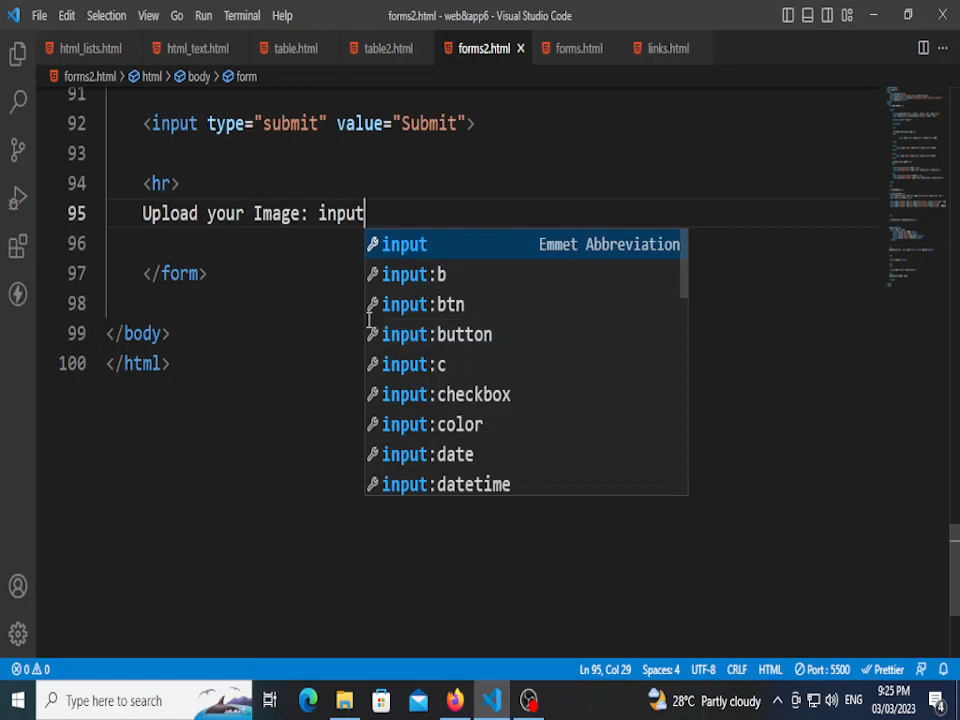 File Edit Selection View Go Run Terminal Help forms2.html - web&app6 - Visual Studio Code
html_lists.html html_text.html table.html table2.html forms2.html forms.html links.html
forms2.html > html > body > form
91
92 <input type="submit" value="Submit">
93
94 <hr>
95 Upload your Image: input
96 input Emmet Abbreviation
97 </form> input:b
98 input:btn
99 </body> input:button
100 </html> input:c
input:checkbox
input:color
input:date
input:datetime
0 0 Ln 95, Col 29 Spaces: 4 UTF-8 CRLF HTML Port : 5500 Prettier
Type here to search 28°C Partly cloudy ENG 9:25 PM
03/03/2023 4